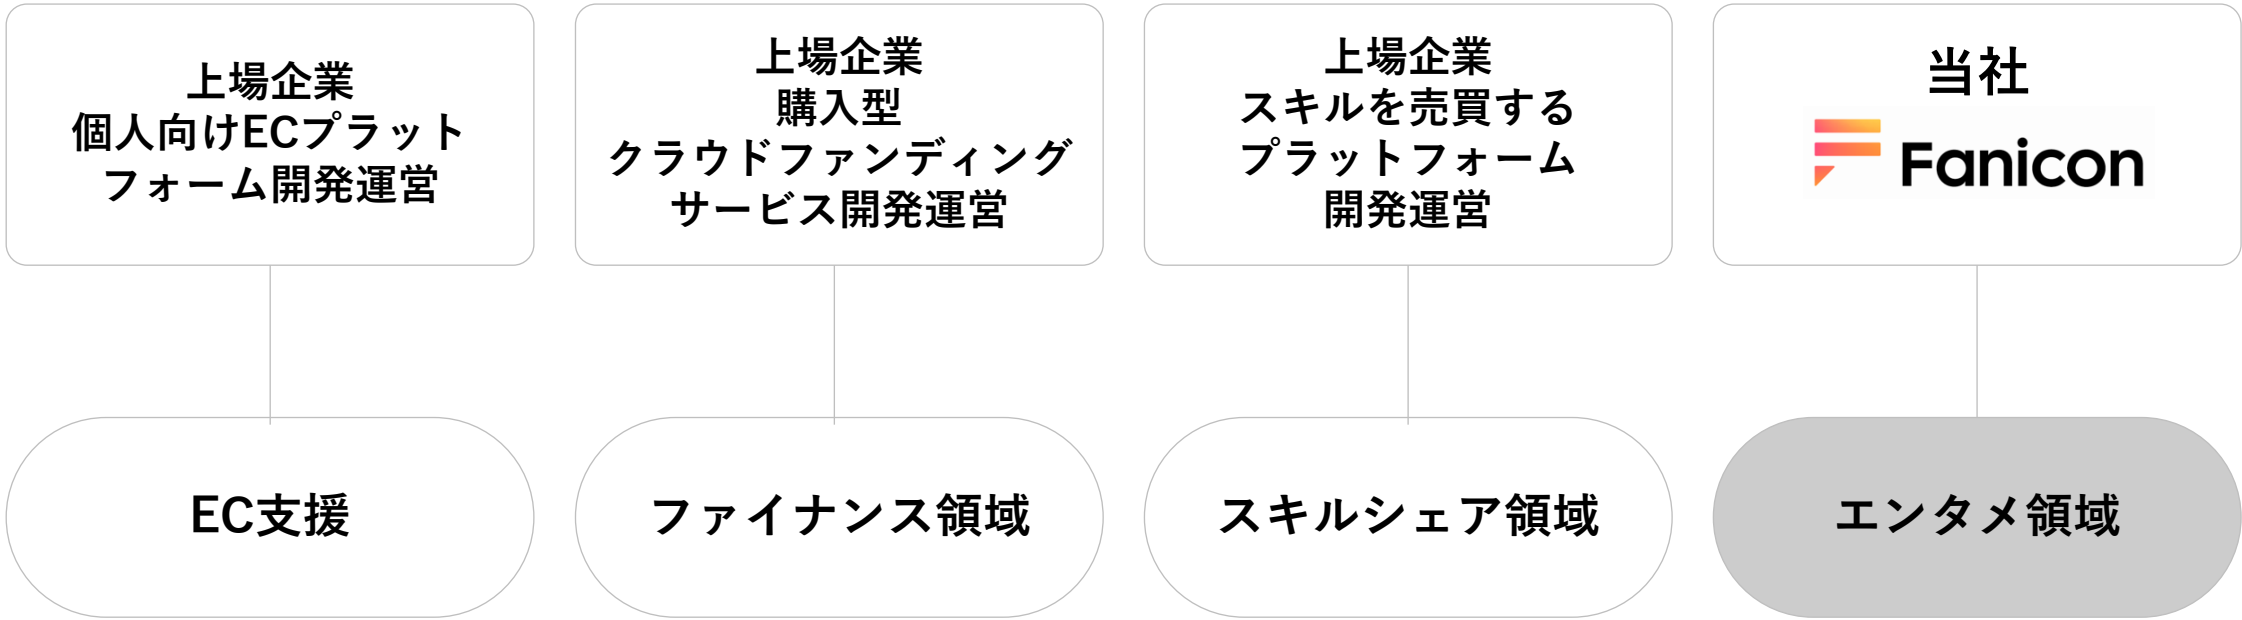 上場企業
個人向けECプラット
フォーム開発運営
上場企業
購入型
クラウドファンディング
サービス開発運営
上場企業
スキルを売買する
プラットフォーム
開発運営
当社
Fanicon
EC支援
ファイナンス領域
スキルシェア領域
エンタメ領域